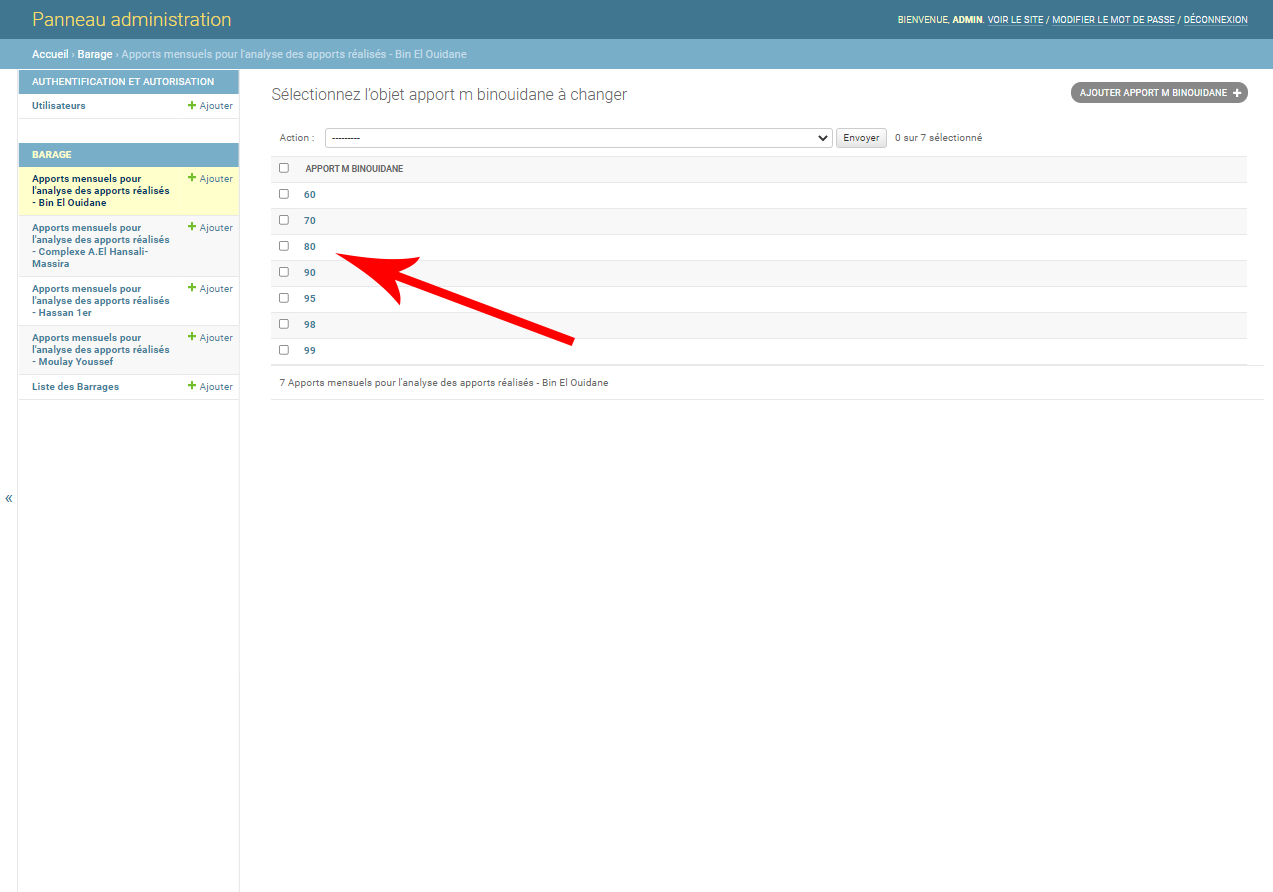 Panneau administration
BIENVENUE, ADMIN. VOIR LE SITE / MODIFIER LE MOT DE PASSE / DÉCONNEXION
Accueil › Barage › Apports mensuels pour l'analyse des apports réalisés - Bin El Ouidane
AUTHENTIFICATION ET AUTORISATION
Utilisateurs + Ajouter
BARAGE
Apports mensuels pour + Ajouter
l'analyse des apports réalisés
- Bin El Ouidane
Apports mensuels pour + Ajouter
l'analyse des apports réalisés
- Complexe A.El Hansali-
Massira
Apports mensuels pour + Ajouter
l'analyse des apports réalisés
- Hassan 1er
Apports mensuels pour + Ajouter
l'analyse des apports réalisés
- Moulay Youssef
Liste des Barrages + Ajouter
«
Sélectionnez l'objet apport m binouidane à changer
AJOUTER APPORT M BINOUIDANE +
Action : --------- Envoyer 0 sur 7 sélectionné
APPORT M BINOUIDANE
60
70
80
90
95
98
99
7 Apports mensuels pour l'analyse des apports réalisés - Bin El Ouidane